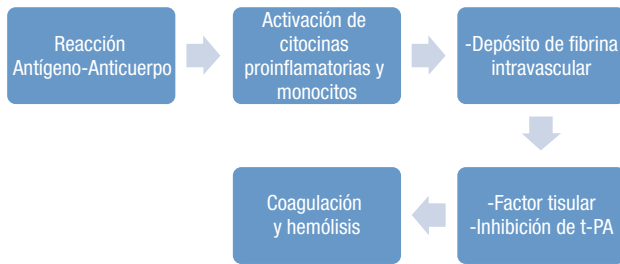 Reacción
Antígeno-Anticuerpo
Activación de
citocinas
proinflamatorias y
monocitos
-Depósito de fibrina
intravascular
-Factor tisular
-Inhibición de t-PA
Coagulación
y hemólisis